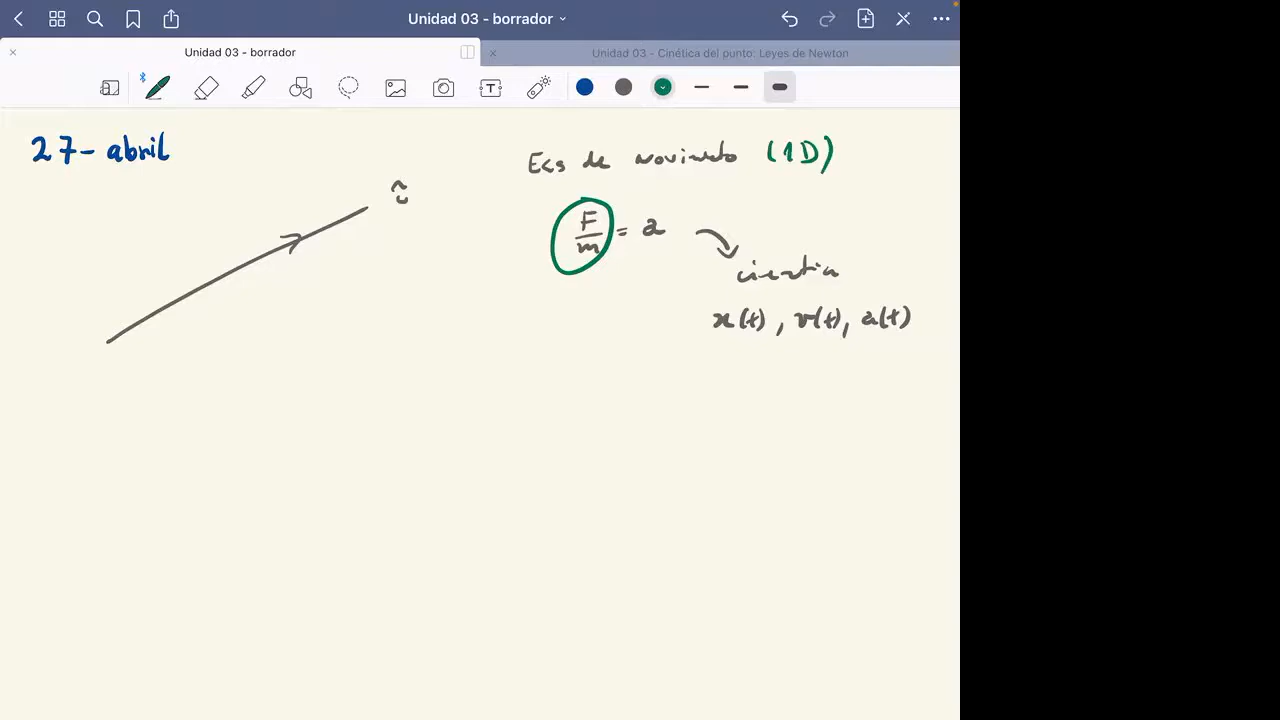 Unidad 03 - borrador
Unidad 03 - borrador
Unidad 03 - Cinética del punto: Leyes de Newton
27 - abril
Ecs de movimiento (1D)
F/m = a
x(t), v(t), a(t)